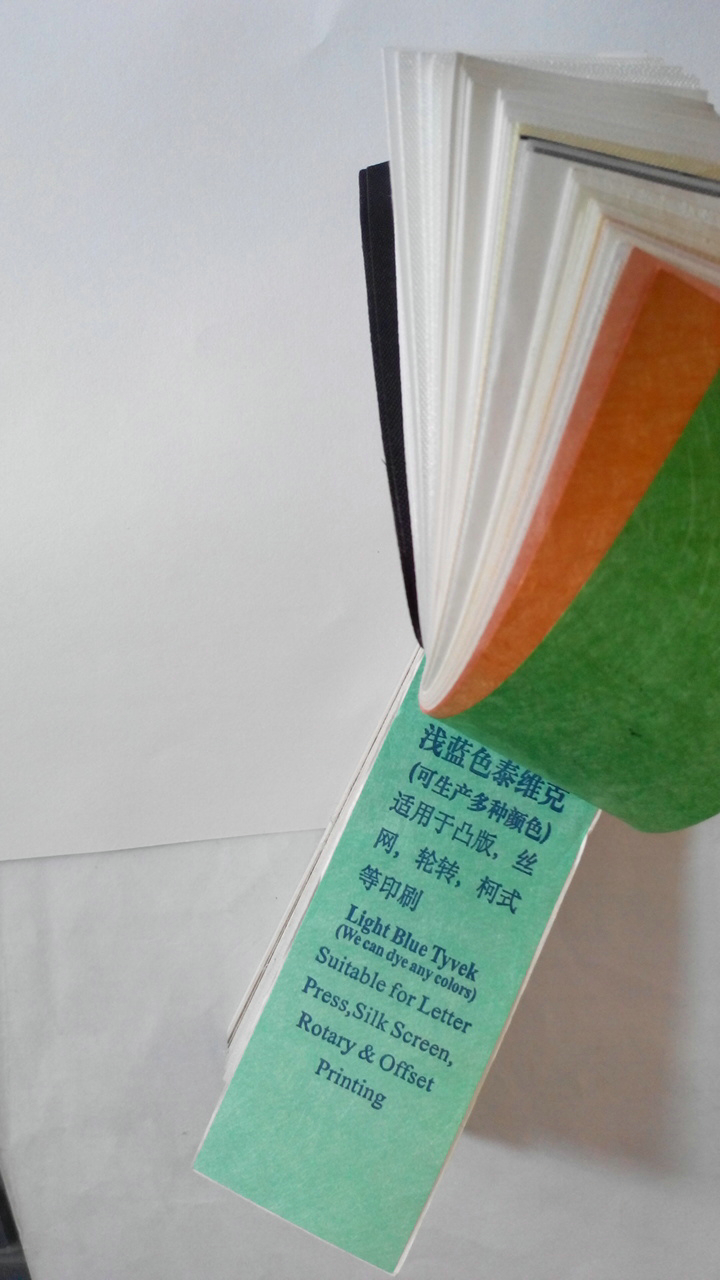 浅蓝色泰维克
(可生产多种颜色)
适用于凸版，丝
网，轮转，柯式
等印刷
Light Blue Tyvek
(We can dye any colors)
Suitable for Letter
Press,Silk Screen,
Rotary & Offset
Printing